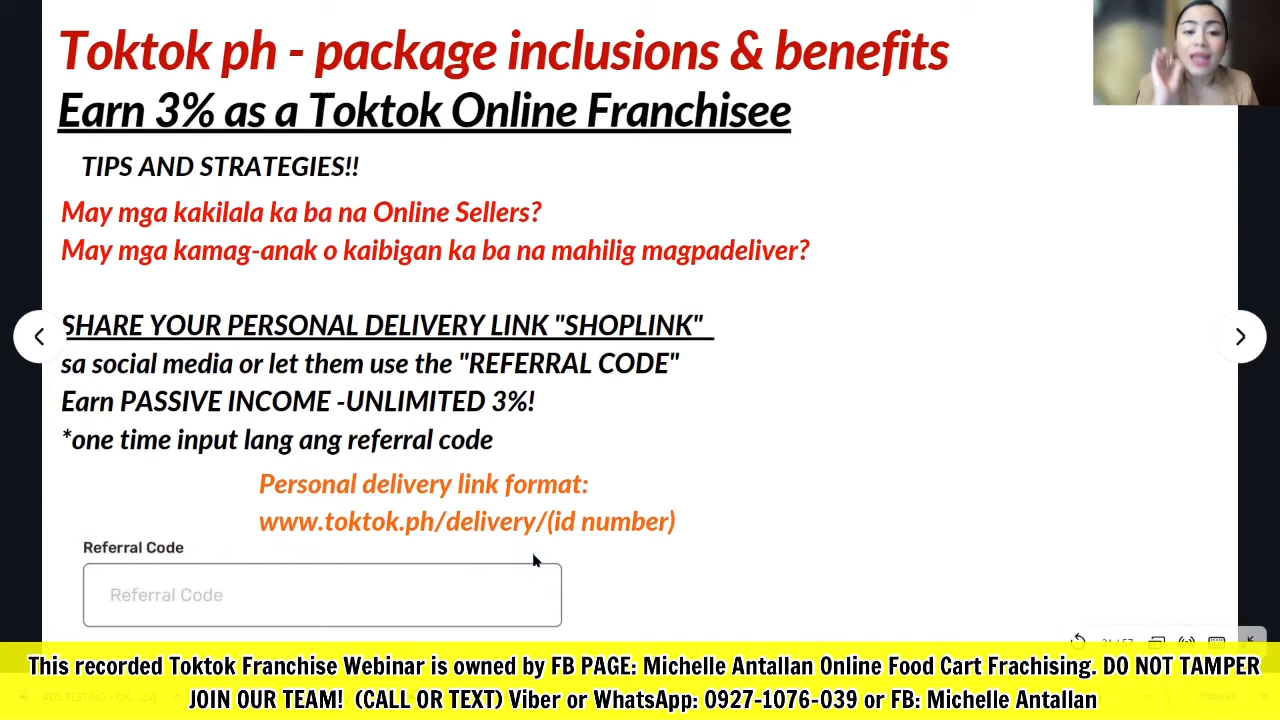 Toktok ph - package inclusions & benefits
Earn 3% as a Toktok Online Franchisee
TIPS AND STRATEGIES!!
May mga kakilala ka ba na Online Sellers?
May mga kamag-anak o kaibigan ka ba na mahilig magpadeliver?
SHARE YOUR PERSONAL DELIVERY LINK "SHOPLINK"
sa social media or let them use the "REFERRAL CODE"
Earn PASSIVE INCOME -UNLIMITED 3%!
*one time input lang ang referral code
Personal delivery link format:
www.toktok.ph/delivery/(id number)
Referral Code
Referral Code
21 / 57
This recorded Toktok Franchise Webinar is owned by FB PAGE: Michelle Antallan Online Food Cart Frachising. DO NOT TAMPER
JOIN OUR TEAM! (CALL OR TEXT) Viber or WhatsApp: 0927-1076-039 or FB: Michelle Antallan